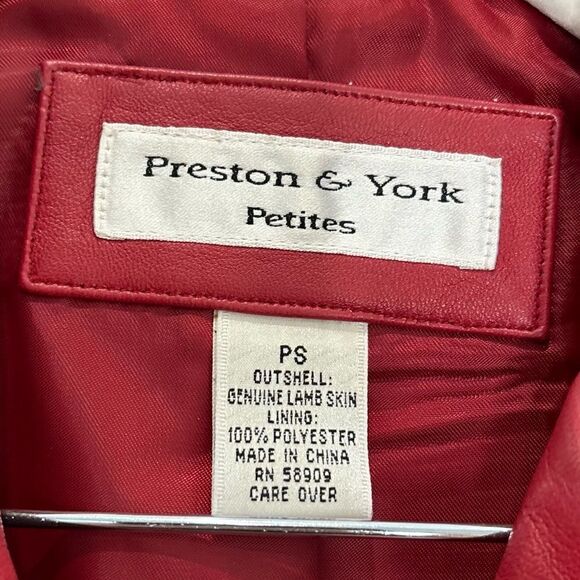 Preston & York
Petites
PS
OUTSHELL:
GENUINE LAMB SKIN
LINING:
100% POLYESTER
MADE IN CHINA
RN 58909
CARE OVER